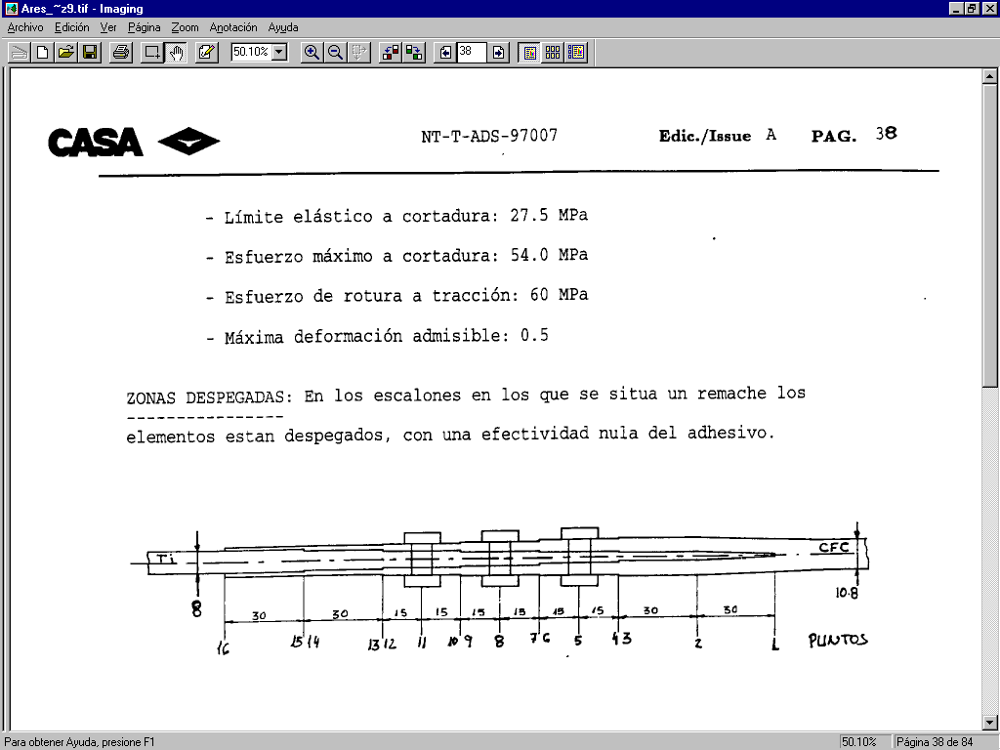 Ares_~z9.tif - Imaging
Archivo Edición Ver Página Zoom Anotación Ayuda
50.10% 38
CASA NT-T-ADS-97007 Edic./Issue A PAG. 38
- Límite elástico a cortadura: 27.5 MPa
- Esfuerzo máximo a cortadura: 54.0 MPa
- Esfuerzo de rotura a tracción: 60 MPa
- Máxima deformación admisible: 0.5
ZONAS DESPEGADAS: En los escalones en los que se situa un remache los
elementos estan despegados, con una efectividad nula del adhesivo.
Ti CFC
8 10.8
30 30 15 15 15 15 15 15 30 30
16 15 14 13 12 11 10 9 8 7 6 5 4 3 2 1 PUNTOS
Para obtener Ayuda, presione F1 50.10% Página 38 de 84